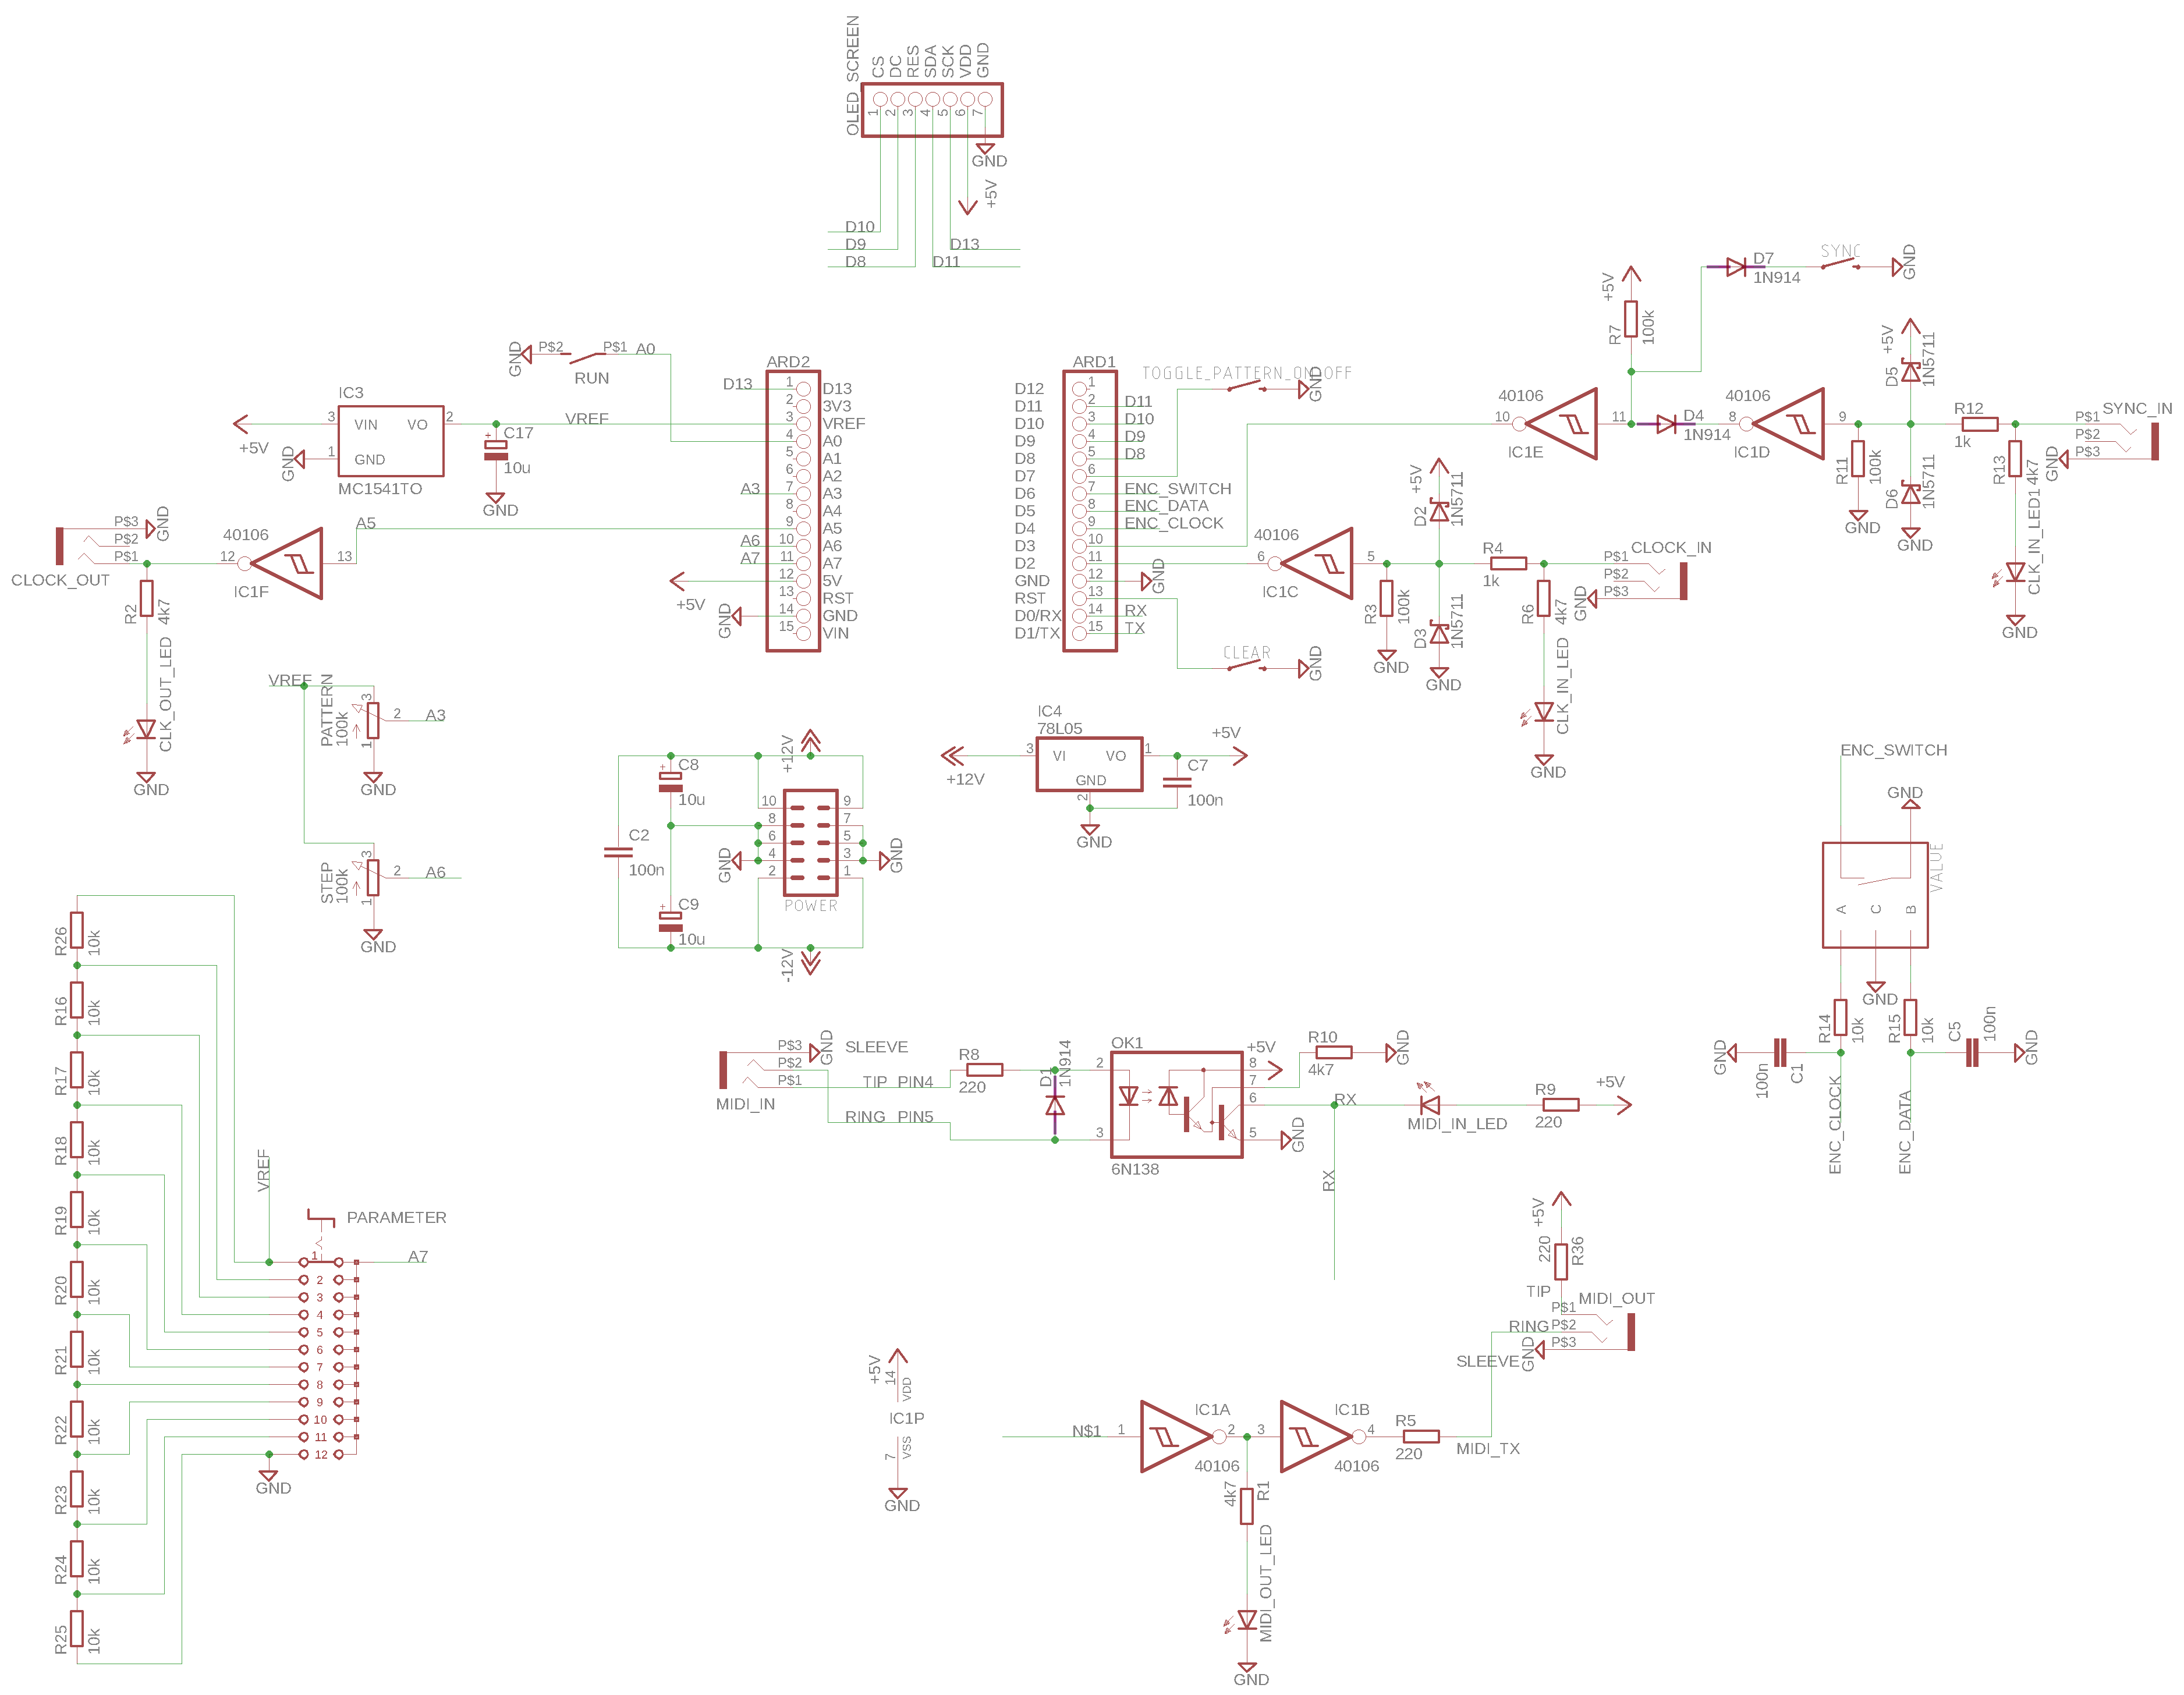 OLED_SCREEN
CS
DC
RES
SDA
SCK
VDD
GND
1
2
3
4
5
6
7
GND
+5V
D10
D9
D8
D13
D11
GND
P$2
P$1
A0
RUN
IC3
3
VIN
VO
2
GND
1
MC1541TO
+5V
GND
VREF
+
C17
10u
GND
ARD2
D13
1
D13
2
3V3
3
VREF
4
A0
5
A1
6
A2
A3
7
A3
8
A4
9
A5
A6
10
A6
A7
11
A7
12
5V
13
RST
14
GND
15
VIN
+5V
GND
A5
CLOCK_OUT
P$3
P$2
P$1
GND
40106
12
13
IC1F
R2
4k7
CLK_OUT_LED
GND
ARD1
D12
1
D11
2
D11
D10
3
D10
D9
4
D9
D8
5
D8
D7
6
D6
7
ENC_SWITCH
D5
8
ENC_DATA
D4
9
ENC_CLOCK
D3
10
D2
11
GND
12
GND
RST
13
D0/RX
14
RX
D1/TX
15
TX
TOGGLE_PATTERN_ON_OFF
GND
CLEAR
GND
+5V
R7
100k
D7
1N914
SYNC
GND
40106
10
11
IC1E
D4
1N914
40106
8
9
IC1D
+5V
D5
1N5711
R11
100k
GND
D6
1N5711
GND
R12
1k
R13
4k7
CLK_IN_LED1
GND
SYNC_IN
P$1
P$2
P$3
GND
40106
6
5
IC1C
+5V
D2
1N5711
R3
100k
GND
D3
1N5711
GND
R4
1k
R6
4k7
CLK_IN_LED
GND
CLOCK_IN
P$1
P$2
P$3
GND
VREF
PATTERN
100k
3
2
1
A3
GND
STEP
100k
3
2
1
A6
GND
C8
+
10u
C2
100n
C9
+
10u
+12V
10
9
8
7
6
5
4
3
2
1
GND
GND
POWER
-12V
IC4
78L05
+12V
3
VI
VO
1
GND
2
+5V
C7
100n
GND
ENC_SWITCH
GND
VALUE
A
C
B
GND
R14
10k
R15
10k
C5
100n
GND
GND
100n
C1
ENC_CLOCK
ENC_DATA
R26
10k
R16
10k
R17
10k
R18
10k
R19
10k
R20
10k
R21
10k
R22
10k
R23
10k
R24
10k
R25
10k
VREF
PARAMETER
A7
1
2
3
4
5
6
7
8
9
10
11
12
GND
MIDI_IN
P$3
P$2
P$1
GND
SLEEVE
TIP_PIN4
RING_PIN5
R8
220
D1
1N914
OK1
2
3
8
7
6
5
6N138
+5V
GND
R10
4k7
GND
RX
RX
MIDI_IN_LED
R9
220
+5V
+5V
220
R36
TIP
MIDI_OUT
P$1
RING
P$2
P$3
GND
SLEEVE
+5V
14
VDD
IC1P
7
VSS
GND
N$1
1
IC1A
2
40106
3
IC1B
4
40106
R5
220
MIDI_TX
4k7
R1
MIDI_OUT_LED
GND